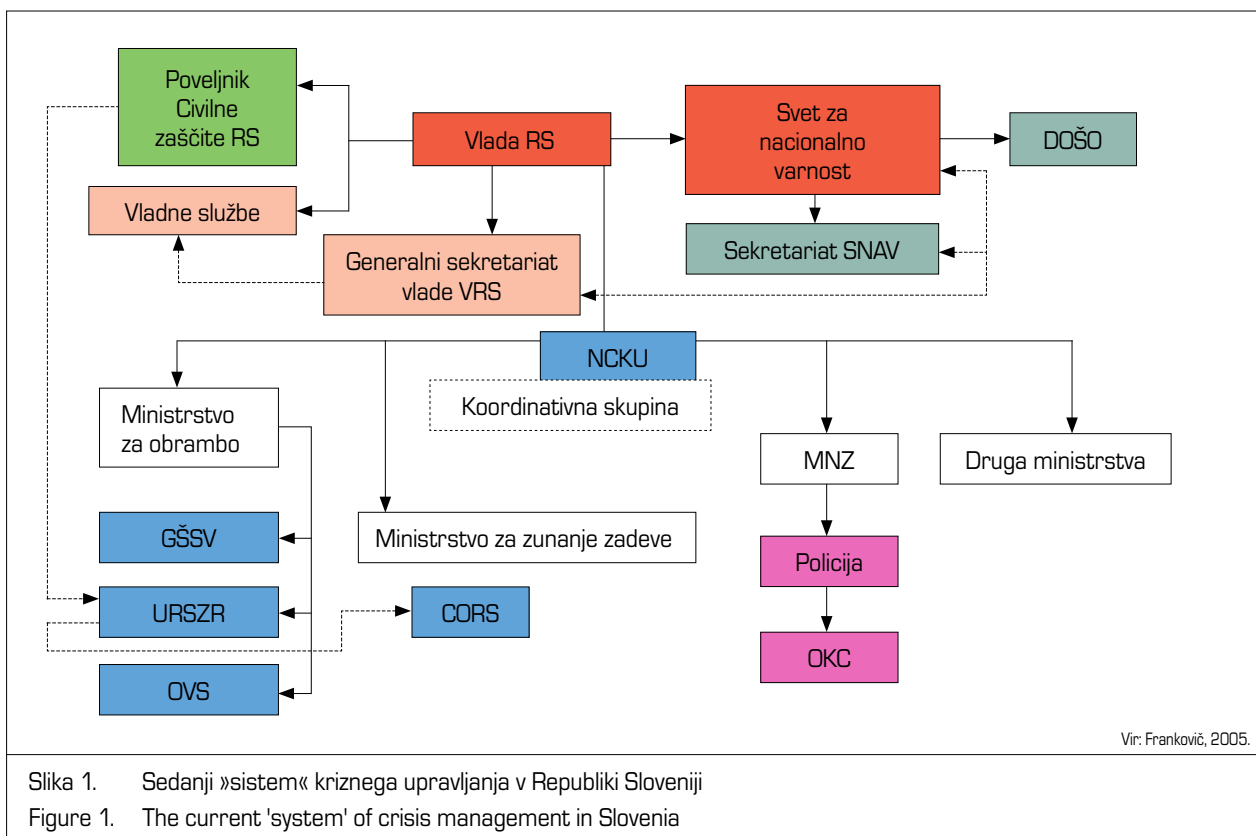 Poveljnik
Civilne
zaščite RS
Vlada RS
Svet za
nacionalno
varnost
DOŠO
Vladne službe
Generalni sekretariat
vlade VRS
Sekretariat SNAV
NCKU
Koordinativna skupina
Ministrstvo
za obrambo
MNZ
Druga ministrstva
GŠSV
Ministrstvo za zunanje zadeve
Policija
URSZR
CORS
OKC
OVS
Vir: Frankovič, 2005.
Slika 1. Sedanji »sistem« kriznega upravljanja v Republiki Sloveniji
Figure 1. The current 'system' of crisis management in Slovenia